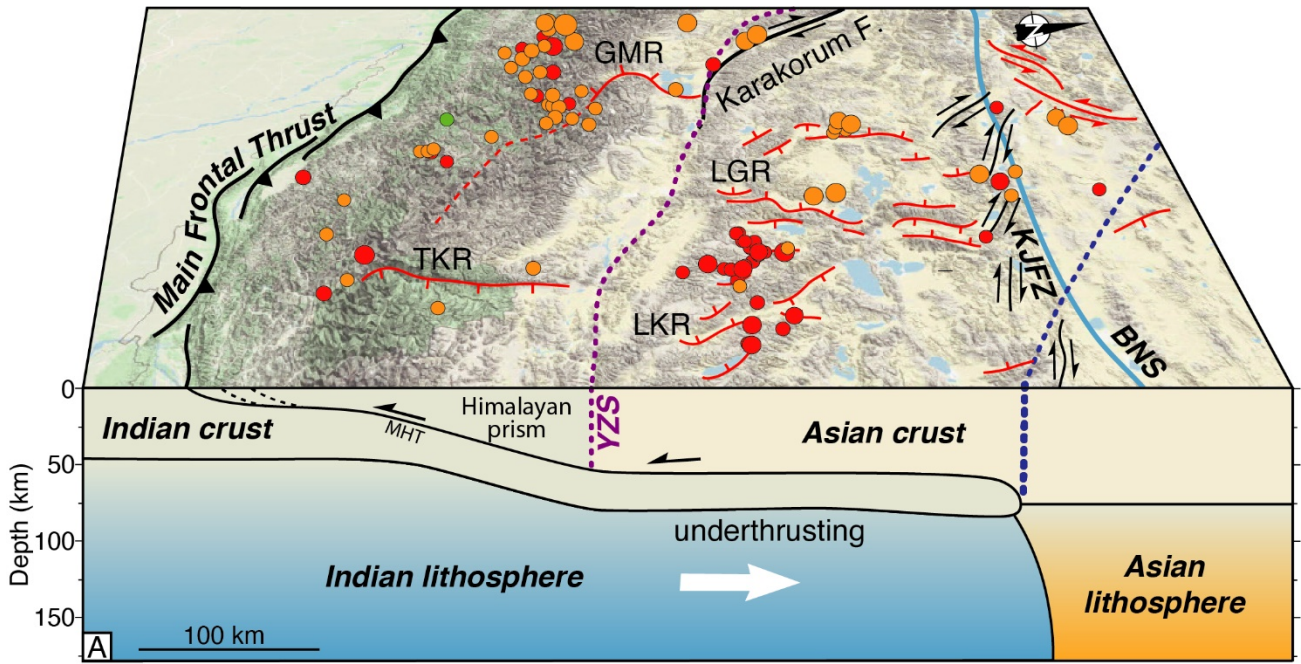 N
GMR
Karakorum F.
Main Frontal Thrust
LGR
TKR
LKR
KJFZ
BNS
0
50
100
150
Depth (km)
Indian crust
MHT
Himalayan
prism
YZS
Asian crust
underthrusting
Indian lithosphere
Asian
lithosphere
A
100 km